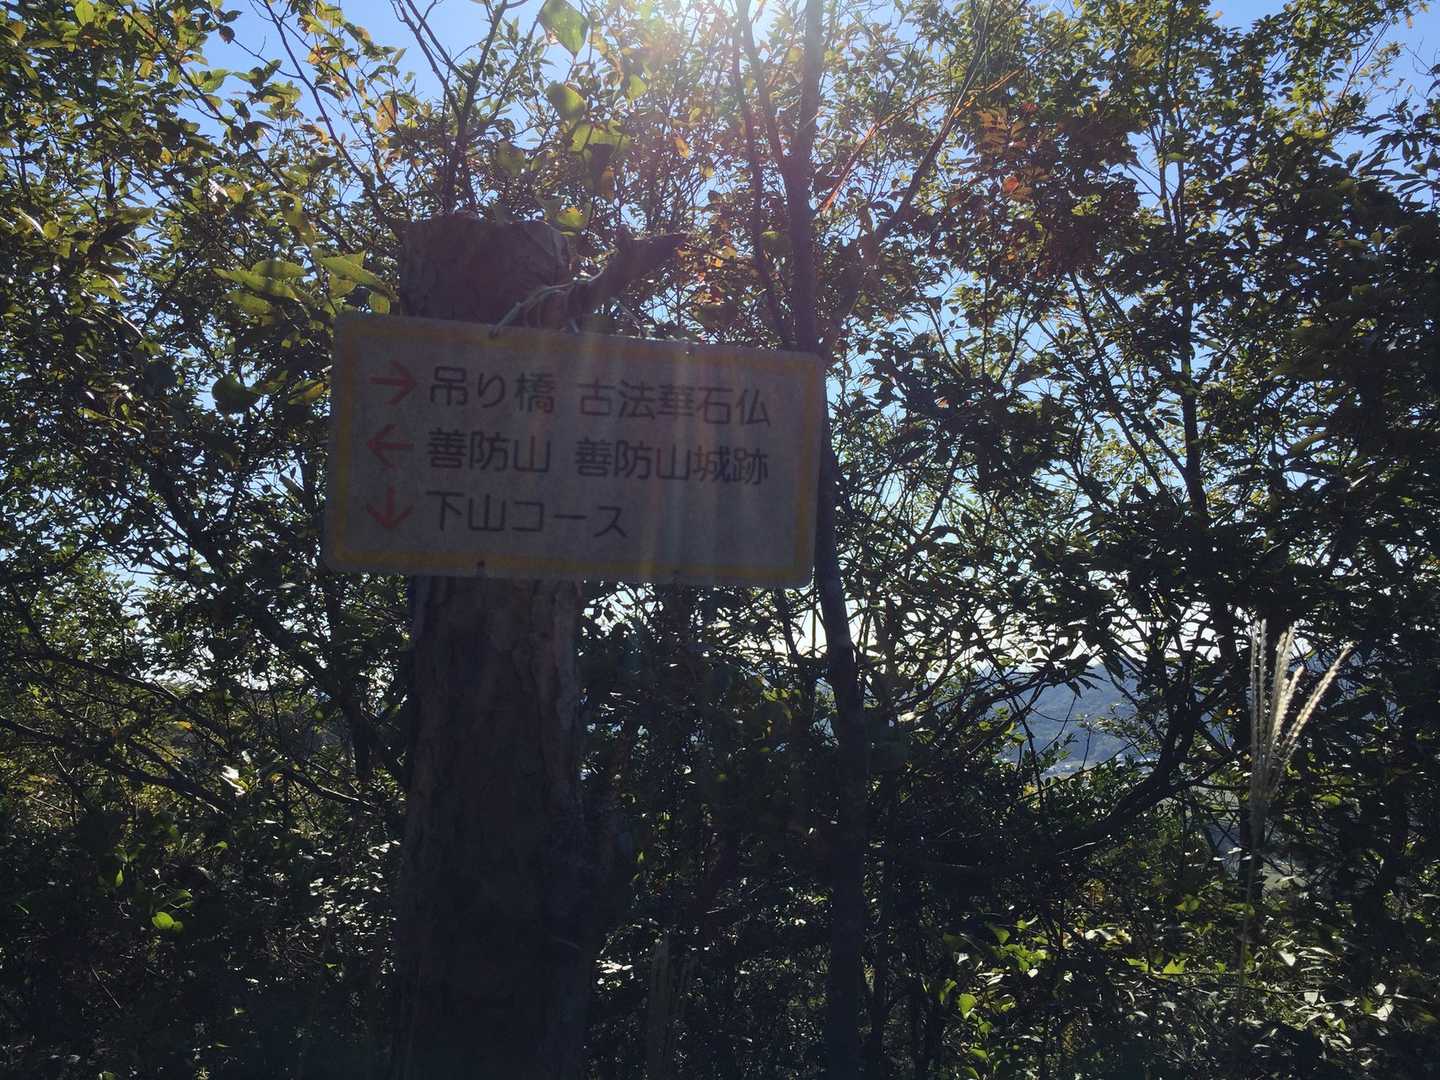 → 吊り橋 古法華石仏
← 善防山 善防山城跡
↓ 下山コース